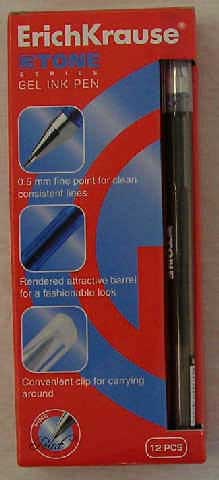 ErichKrause®
STONE
SERIES
GEL INK PEN
0.5 mm fine point for clean
consistent lines
Rendered attractive barrel
for a fashionable look
Convenient clip for carrying
around
12 PCS